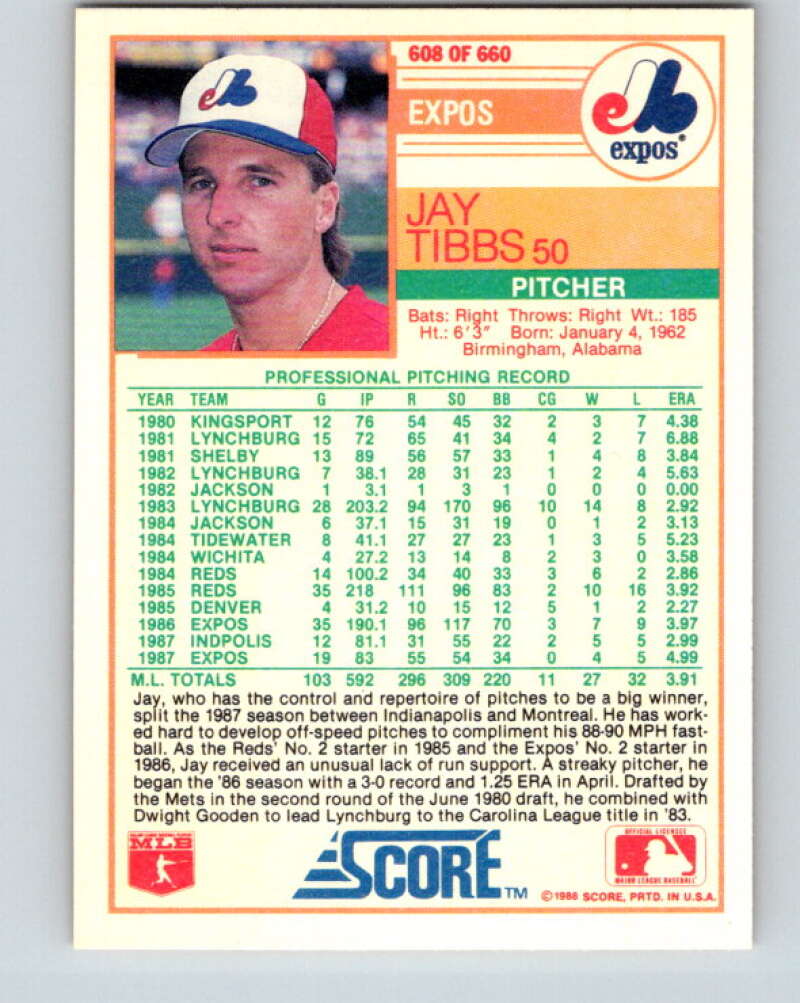 608 OF 660
EXPOS
expos
JAY
TIBBS 50
PITCHER
Bats: Right Throws: Right Wt.: 185
Ht.: 6'3" Born: January 4, 1962
Birmingham, Alabama
PROFESSIONAL PITCHING RECORD
YEAR TEAM G IP R SO BB CG W L ERA
1980 KINGSPORT 12 76 54 45 32 2 3 7 4.38
1981 LYNCHBURG 15 72 65 41 34 4 2 7 6.88
1981 SHELBY 13 89 56 57 33 1 4 8 3.84
1982 LYNCHBURG 7 38.1 28 31 23 1 2 4 5.63
1982 JACKSON 1 3.1 1 3 1 0 0 0 0.00
1983 LYNCHBURG 28 203.2 94 170 96 10 14 8 2.92
1984 JACKSON 6 37.1 15 31 19 0 1 2 3.13
1984 TIDEWATER 8 41.1 27 27 23 1 3 5 5.23
1984 WICHITA 4 27.2 13 14 8 2 3 0 3.58
1984 REDS 14 100.2 34 40 33 3 6 2 2.86
1985 REDS 35 218 111 96 83 2 10 16 3.92
1985 DENVER 4 31.2 10 15 12 5 1 2 2.27
1986 EXPOS 35 190.1 96 117 70 3 7 9 3.97
1987 INDPOLIS 12 81.1 31 55 22 2 5 5 2.99
1987 EXPOS 19 83 55 54 34 0 4 5 4.99
M.L. TOTALS 103 592 296 309 220 11 27 32 3.91
Jay, who has the control and repertoire of pitches to be a big winner,
split the 1987 season between Indianapolis and Montreal. He has work-
ed hard to develop off-speed pitches to compliment his 88-90 MPH fast-
ball. As the Reds' No. 2 starter in 1985 and the Expos' No. 2 starter in
1986, Jay received an unusual lack of run support. A streaky pitcher, he
began the '86 season with a 3-0 record and 1.25 ERA in April. Drafted by
the Mets in the second round of the June 1980 draft, he combined with
Dwight Gooden to lead Lynchburg to the Carolina League title in '83.
MLB
SCORE™
OFFICIAL LICENSEE
MAJOR LEAGUE BASEBALL
©1988 SCORE, PRTD. IN U.S.A.